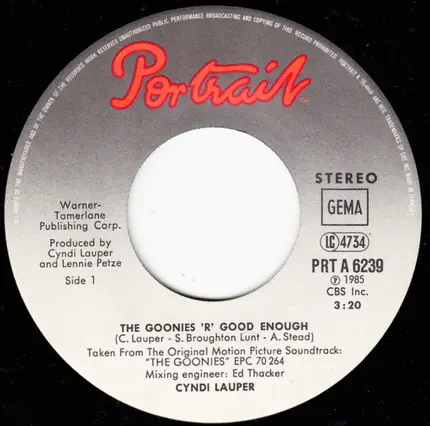 Portrait
STEREO
GEMA
LC 4734
PRT A 6239
Ⓟ 1985
CBS Inc.
3:20
Warner-
Tamerlane
Publishing Corp.
Produced by
Cyndi Lauper
and Lennie Petze
Side 1
THE GOONIES 'R' GOOD ENOUGH
(C. Lauper - S. Broughton Lunt - A. Stead)
Taken From The Original Motion Picture Soundtrack:
"THE GOONIES" EPC 70 264
Mixing engineer: Ed Thacker
CYNDI LAUPER